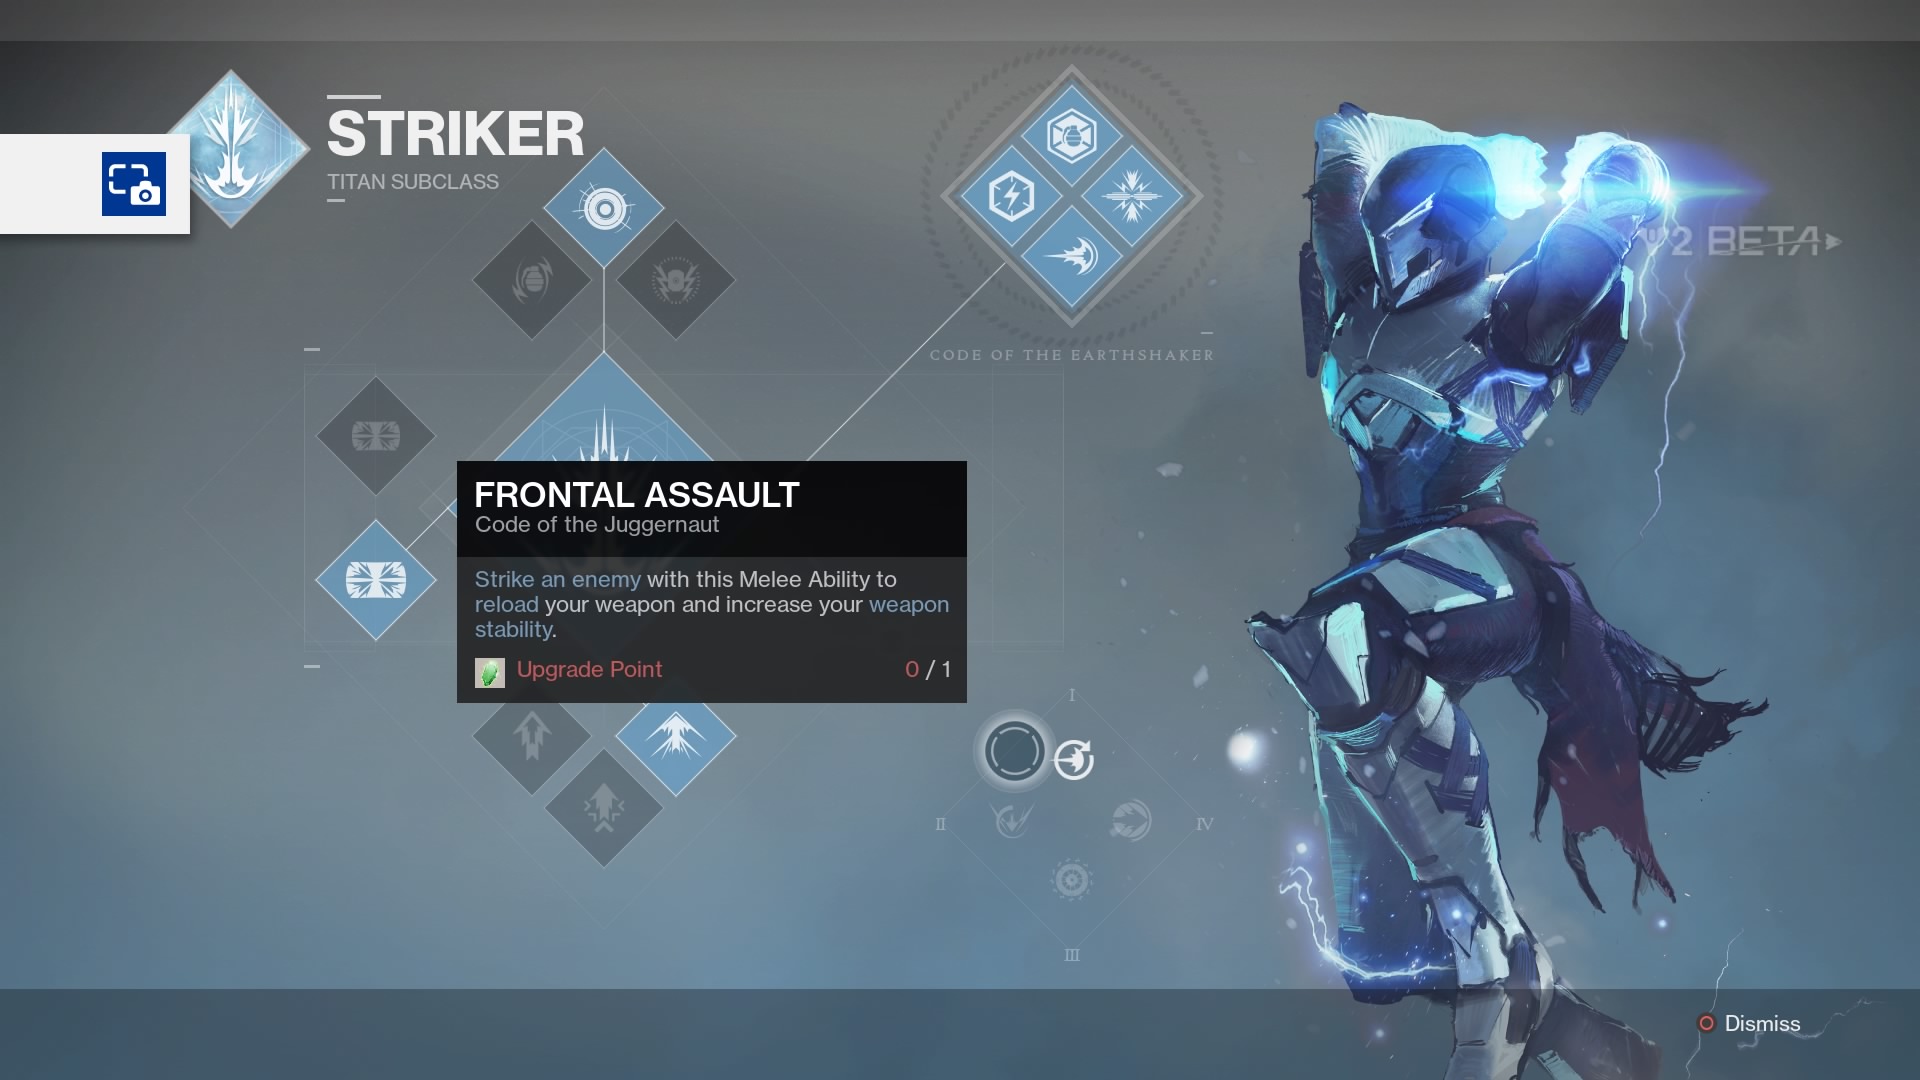 STRIKER
TITAN SUBCLASS
BETA
CODE OF THE EARTHSHAKER
FRONTAL ASSAULT
Code of the Juggernaut
Strike an enemy with this Melee Ability to
reload your weapon and increase your weapon
stability.
Upgrade Point 0 / 1
I
II
IV
III
Dismiss